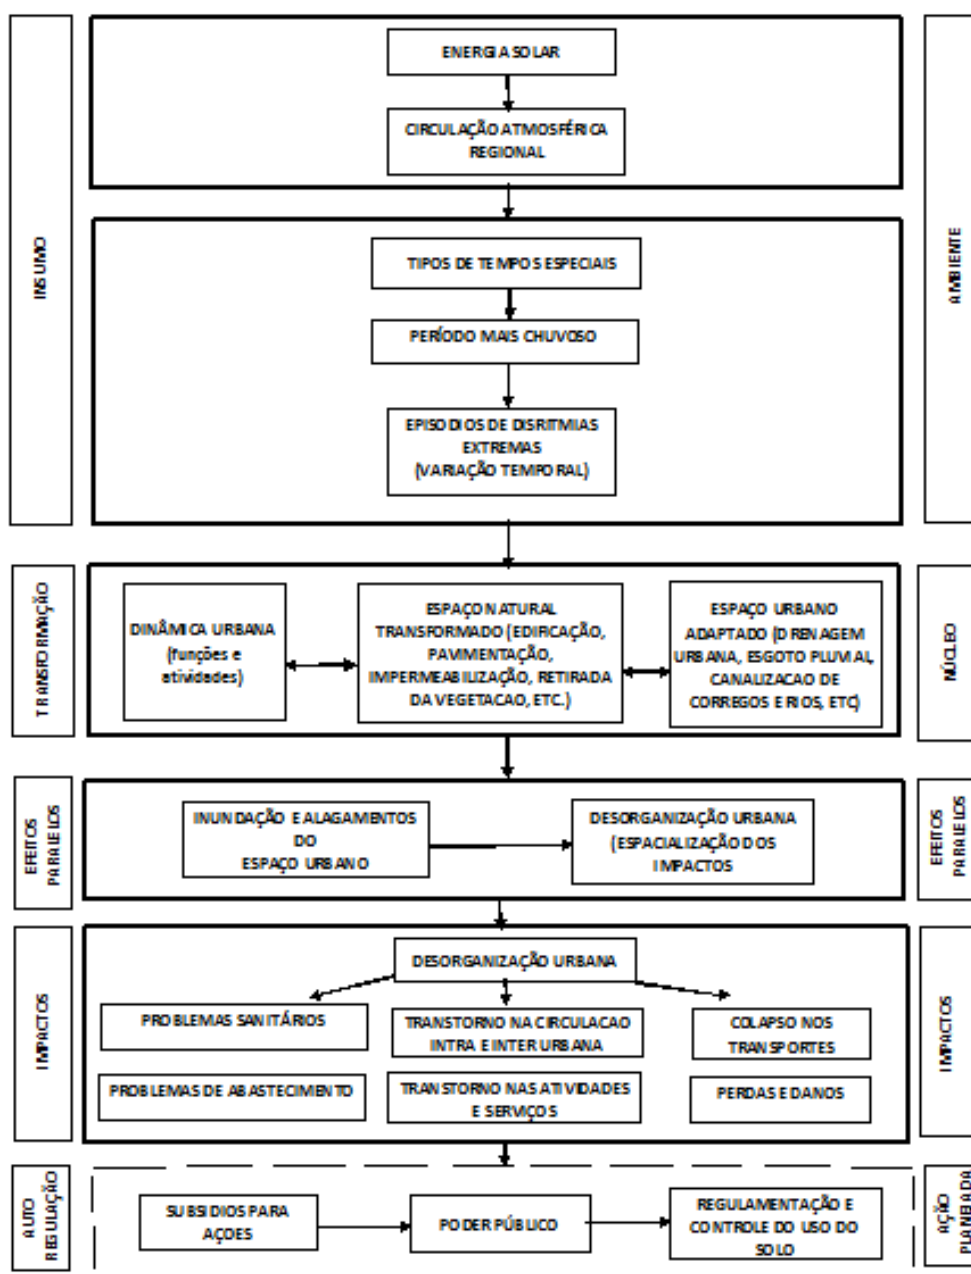 ENERGIA SOLAR
CIRCULAÇÃO ATMOSFÉRICA
REGIONAL
INSUMO
AMBIENTE
TIPOS DE TEMPOS ESPECIAIS
PERÍODO MAIS CHUVOSO
EPISODIOS DE DISRITMIAS
EXTREMAS
(VARIAÇÃO TEMPORAL)
TRANSFORMAÇÃO
DINÂMICA URBANA
(funções e
atividades)
ESPAÇO NATURAL
TRANSFORMADO (EDIFICAÇÃO,
PAVIMENTAÇÃO,
IMPERMEABILIZAÇÃO, RETIRADA
DA VEGETACAO, ETC.)
ESPAÇO URBANO
ADAPTADO (DRENAGEM
URBANA, ESGOTO PLUVIAL,
CANALIZACAO DE
CORREGOS E RIOS, ETC)
NÚCLEO
EFEITOS
PARALELOS
INUNDAÇÃO E ALAGAMENTOS
DO
ESPAÇO URBANO
DESORGANIZAÇÃO URBANA
(ESPACIALIZAÇÃO DOS
IMPACTOS
EFEITOS
PARALELOS
IMPACTOS
DESORGANIZAÇÃO URBANA
PROBLEMAS SANITÁRIOS
TRANSTORNO NA CIRCULACAO
INTRA E INTER URBANA
COLAPSO NOS
TRANSPORTES
PROBLEMAS DE ABASTECIMENTO
TRANSTORNO NAS ATIVIDADES
E SERVIÇOS
PERDAS E DANOS
IMPACTOS
AUTO
REGULAÇÃO
SUBSIDIOS PARA
AÇOES
PODER PÚBLICO
REGULAMENTAÇÃO E
CONTROLE DO USO DO
SOLO
AÇÃO
PLANEJADA